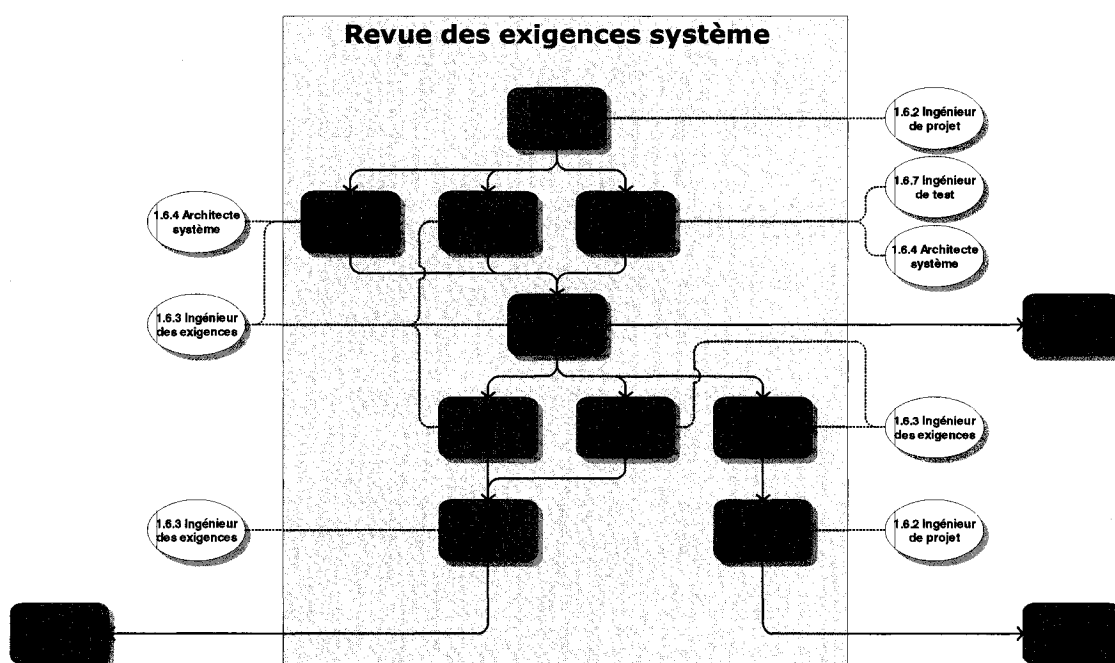 Revue des exigences système
1.6.2 Ingénieur
de projet
1.6.7 Ingénieur
de test
1.6.4 Architecte
système
1.6.4 Architecte
système
1.6.3 Ingénieur
des exigences
1.6.3 Ingénieur
des exigences
1.6.3 Ingénieur
des exigences
1.6.2 Ingénieur
de projet